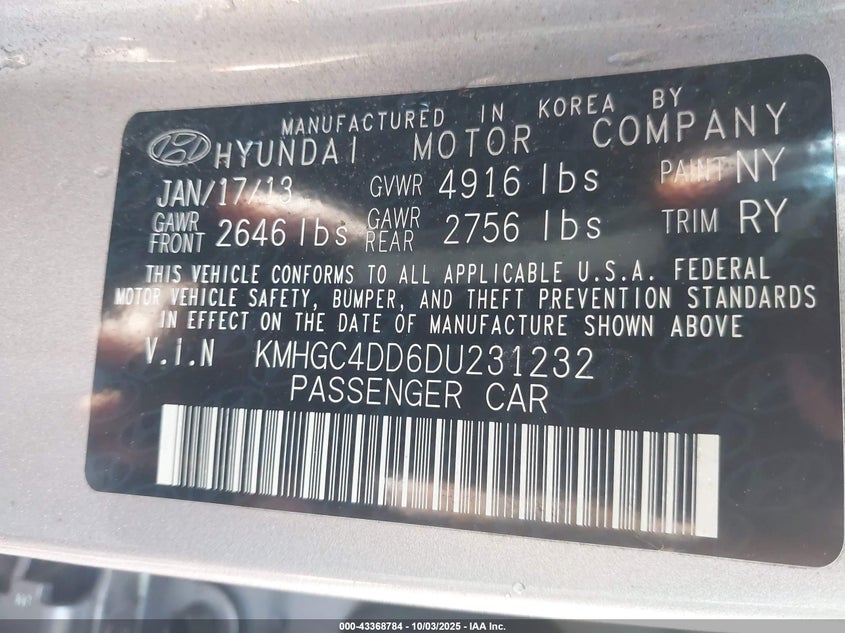 MANUFACTURED IN KOREA BY
HYUNDAI MOTOR COMPANY
JAN/17/13 GVWR 4916 lbs PAINT NY
GAWR FRONT 2646 lbs GAWR REAR 2756 lbs TRIM RY
THIS VEHICLE CONFORMS TO ALL APPLICABLE U.S.A. FEDERAL
MOTOR VEHICLE SAFETY, BUMPER, AND THEFT PREVENTION STANDARDS
IN EFFECT ON THE DATE OF MANUFACTURE SHOWN ABOVE
V.i.N KMHGC4DD6DU231232
PASSENGER CAR
000-43368784 - 10/03/2025 - IAA Inc.